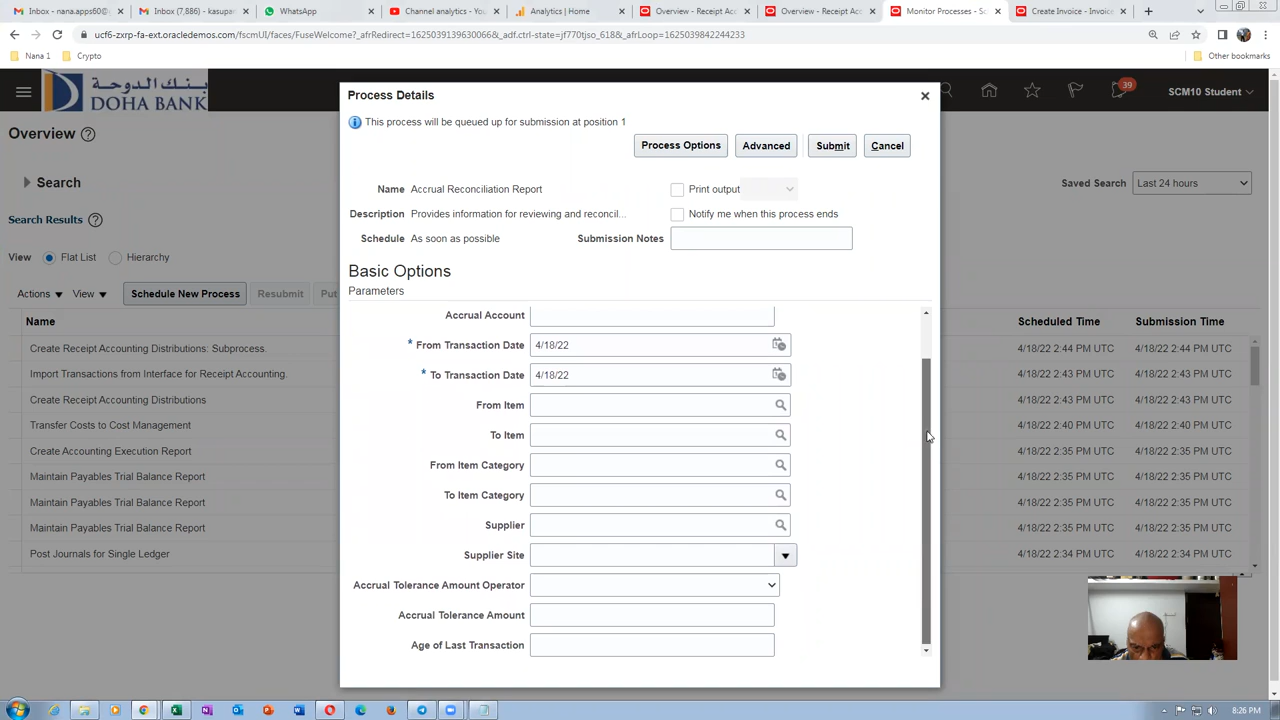 Inbox - nana.apps60@
Inbox (7,886) - kasupar
WhatsApp
Channel analytics - You
Analytics | Home
Overview - Receipt Acc
Overview - Receipt Acc
Monitor Processes - Sc
Create Invoice - Invoice
ucf6-zxrp-fa-ext.oracledemos.com/fscmUI/faces/FuseWelcome?_afrRedirect=16250391396300066&_adf.ctrl-state=jf770tjso_618&_afrLoop=16250398422442​33
Nana 1
Crypto
Other bookmarks
بنك الدوحة
DOHA BANK
39
SCM10 Student
Overview
Search
Saved Search Last 24 hours
Search Results
View Flat List Hierarchy
Actions View Schedule New Process Resubmit Put
Name Scheduled Time Submission Time
Create Receipt Accounting Distributions: Subprocess. 4/18/22 2:44 PM UTC 4/18/22 2:44 PM UTC
Import Transactions from Interface for Receipt Accounting. 4/18/22 2:43 PM UTC 4/18/22 2:43 PM UTC
Create Receipt Accounting Distributions 4/18/22 2:43 PM UTC 4/18/22 2:43 PM UTC
Transfer Costs to Cost Management 4/18/22 2:40 PM UTC 4/18/22 2:40 PM UTC
Create Accounting Execution Report 4/18/22 2:35 PM UTC 4/18/22 2:35 PM UTC
Maintain Payables Trial Balance Report 4/18/22 2:35 PM UTC 4/18/22 2:35 PM UTC
Maintain Payables Trial Balance Report 4/18/22 2:35 PM UTC 4/18/22 2:35 PM UTC
Maintain Payables Trial Balance Report 4/18/22 2:35 PM UTC 4/18/22 2:35 PM UTC
Post Journals for Single Ledger 4/18/22 2:34 PM UTC 4/18/22 2:34 PM UTC
Process Details
This process will be queued up for submission at position 1
Process Options Advanced Submit Cancel
Name Accrual Reconciliation Report Print output
Description Provides information for reviewing and reconcil... Notify me when this process ends
Schedule As soon as possible Submission Notes
Basic Options
Parameters
Accrual Account
* From Transaction Date 4/18/22
* To Transaction Date 4/18/22
From Item
To Item
From Item Category
To Item Category
Supplier
Supplier Site
Accrual Tolerance Amount Operator
Accrual Tolerance Amount
Age of Last Transaction
8:26 PM